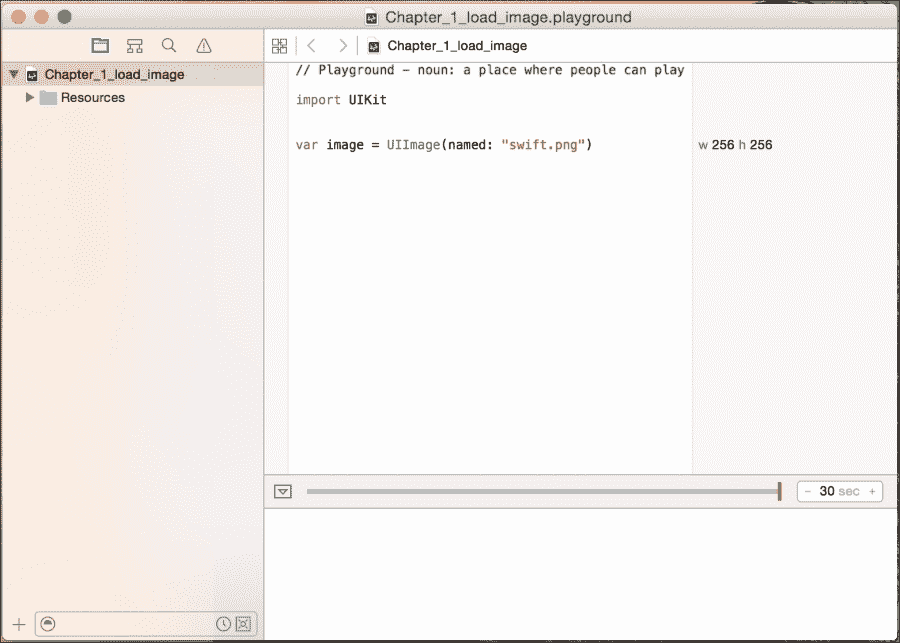 Chapter_1_load_image.playground
Chapter_1_load_image
Chapter_1_load_image
Resources
// Playground - noun: a place where people can play
import UIKit
var image = UIImage(named: "swift.png")
w 256 h 256
- 30 sec +